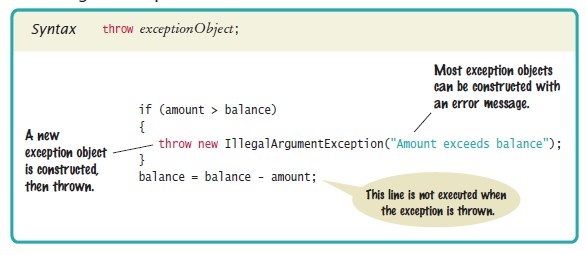 Syntax throw exceptionObject;
Most exception objects
can be constructed with
an error message.
if (amount > balance)
{
throw new IllegalArgumentException("Amount exceeds balance");
}
balance = balance - amount;
A new
exception object
is constructed,
then thrown.
This line is not executed when
the exception is thrown.